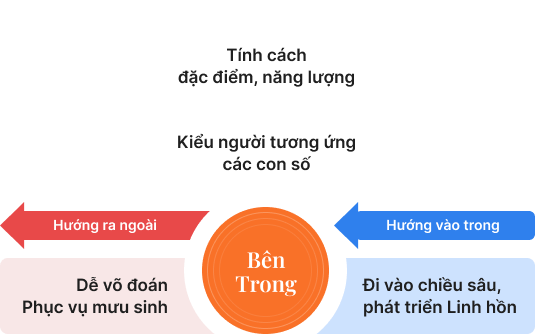 Tính cách
đặc điểm, năng lượng
Kiểu người tương ứng
các con số
Hướng ra ngoài
Hướng vào trong
Bên
Trong
Dễ võ đoán
Phục vụ mưu sinh
Đi vào chiều sâu,
phát triển Linh hồn